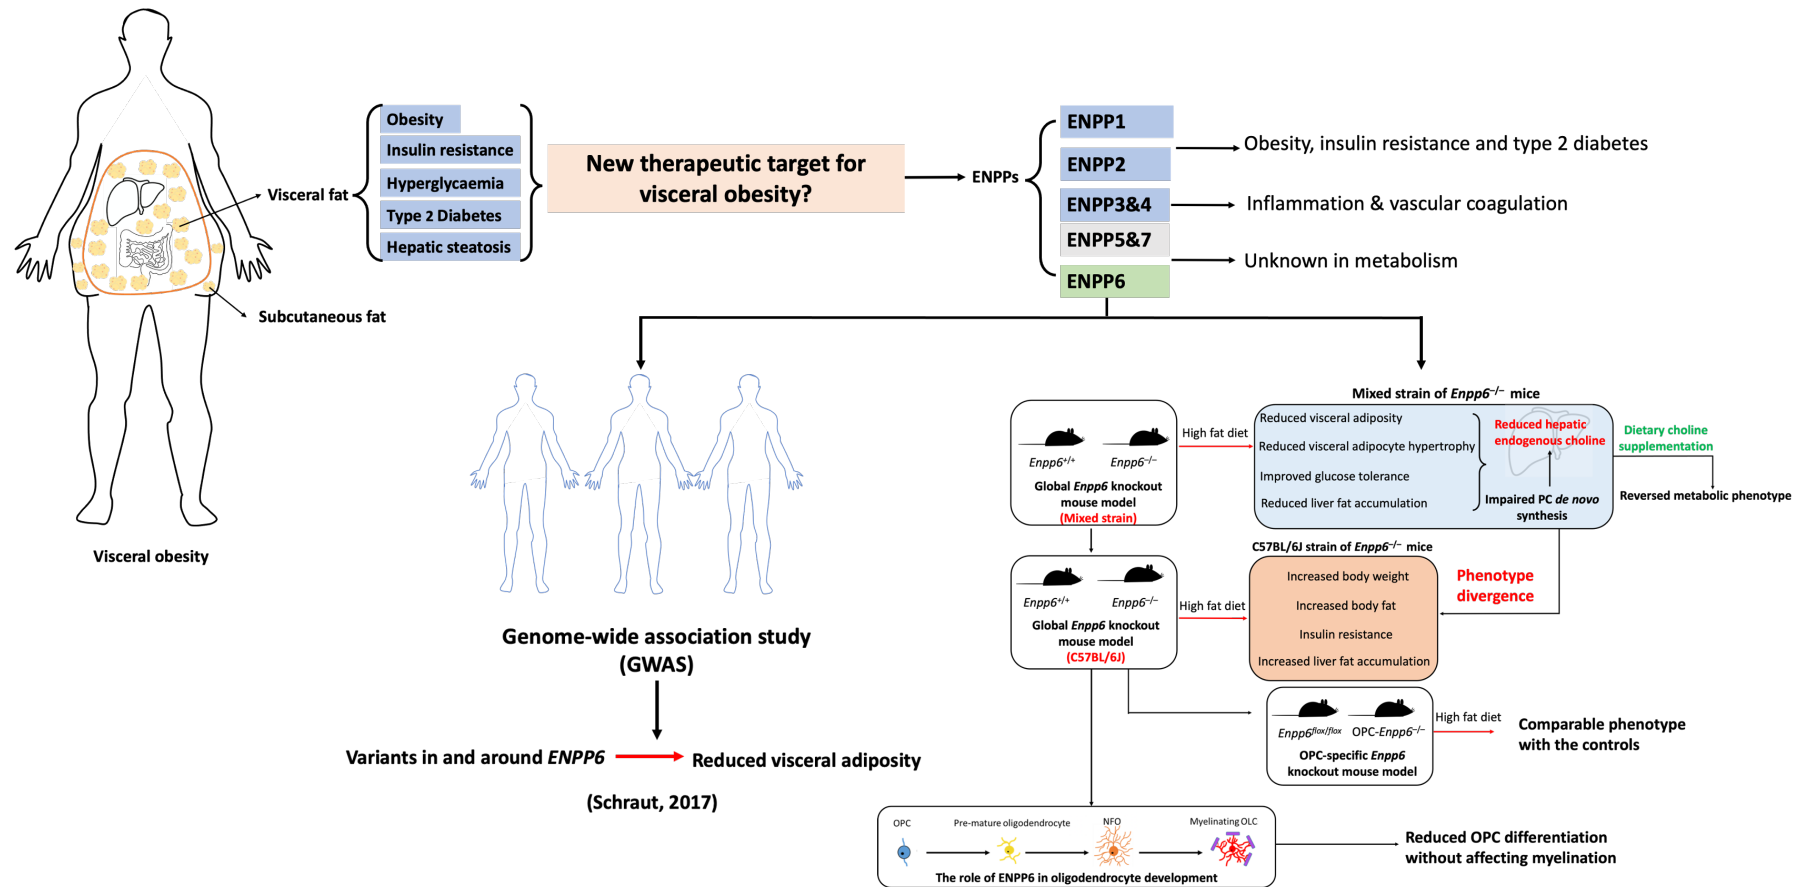 Visceral fat
Subcutaneous fat
Visceral obesity
Obesity
Insulin resistance
Hyperglycaemia
Type 2 Diabetes
Hepatic steatosis
New therapeutic target for
visceral obesity?
ENPPs
ENPP1
ENPP2
ENPP3&4
ENPP5&7
ENPP6
Obesity, insulin resistance and type 2 diabetes
Inflammation & vascular coagulation
Unknown in metabolism
Genome-wide association study
(GWAS)
Variants in and around ENPP6
Reduced visceral adiposity
(Schraut, 2017)
Enpp6+/+
Enpp6–/–
Global Enpp6 knockout
mouse model
(Mixed strain)
High fat diet
Mixed strain of Enpp6–/– mice
Reduced visceral adiposity
Reduced visceral adipocyte hypertrophy
Improved glucose tolerance
Reduced liver fat accumulation
Reduced hepatic
endogenous choline
Impaired PC de novo
synthesis
Dietary choline
supplementation
Reversed metabolic phenotype
Enpp6+/+
Enpp6–/–
Global Enpp6 knockout
mouse model
(C57BL/6J)
High fat diet
C57BL/6J strain of Enpp6–/– mice
Increased body weight
Increased body fat
Insulin resistance
Increased liver fat accumulation
Phenotype
divergence
Enpp6flox/flox
OPC-Enpp6–/–
OPC-specific Enpp6
knockout mouse model
High fat diet
Comparable phenotype
with the controls
OPC
Pre-mature oligodendrocyte
NFO
Myelinating OLC
The role of ENPP6 in oligodendrocyte development
Reduced OPC differentiation
without affecting myelination